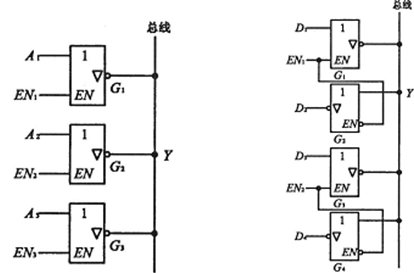 总线
A₁
1
▽
G₁
EN₁
EN
A₂
1
▽
G₂
Y
EN₂
EN
A₃
1
▽
G₃
EN₃
EN
总线
D₁
1
▽
EN₁
EN
G₁
1
Y
D₂
▽
EN
G₂
D₃
1
▽
EN₂
EN
G₃
1
D₄
▽
EN
G₄